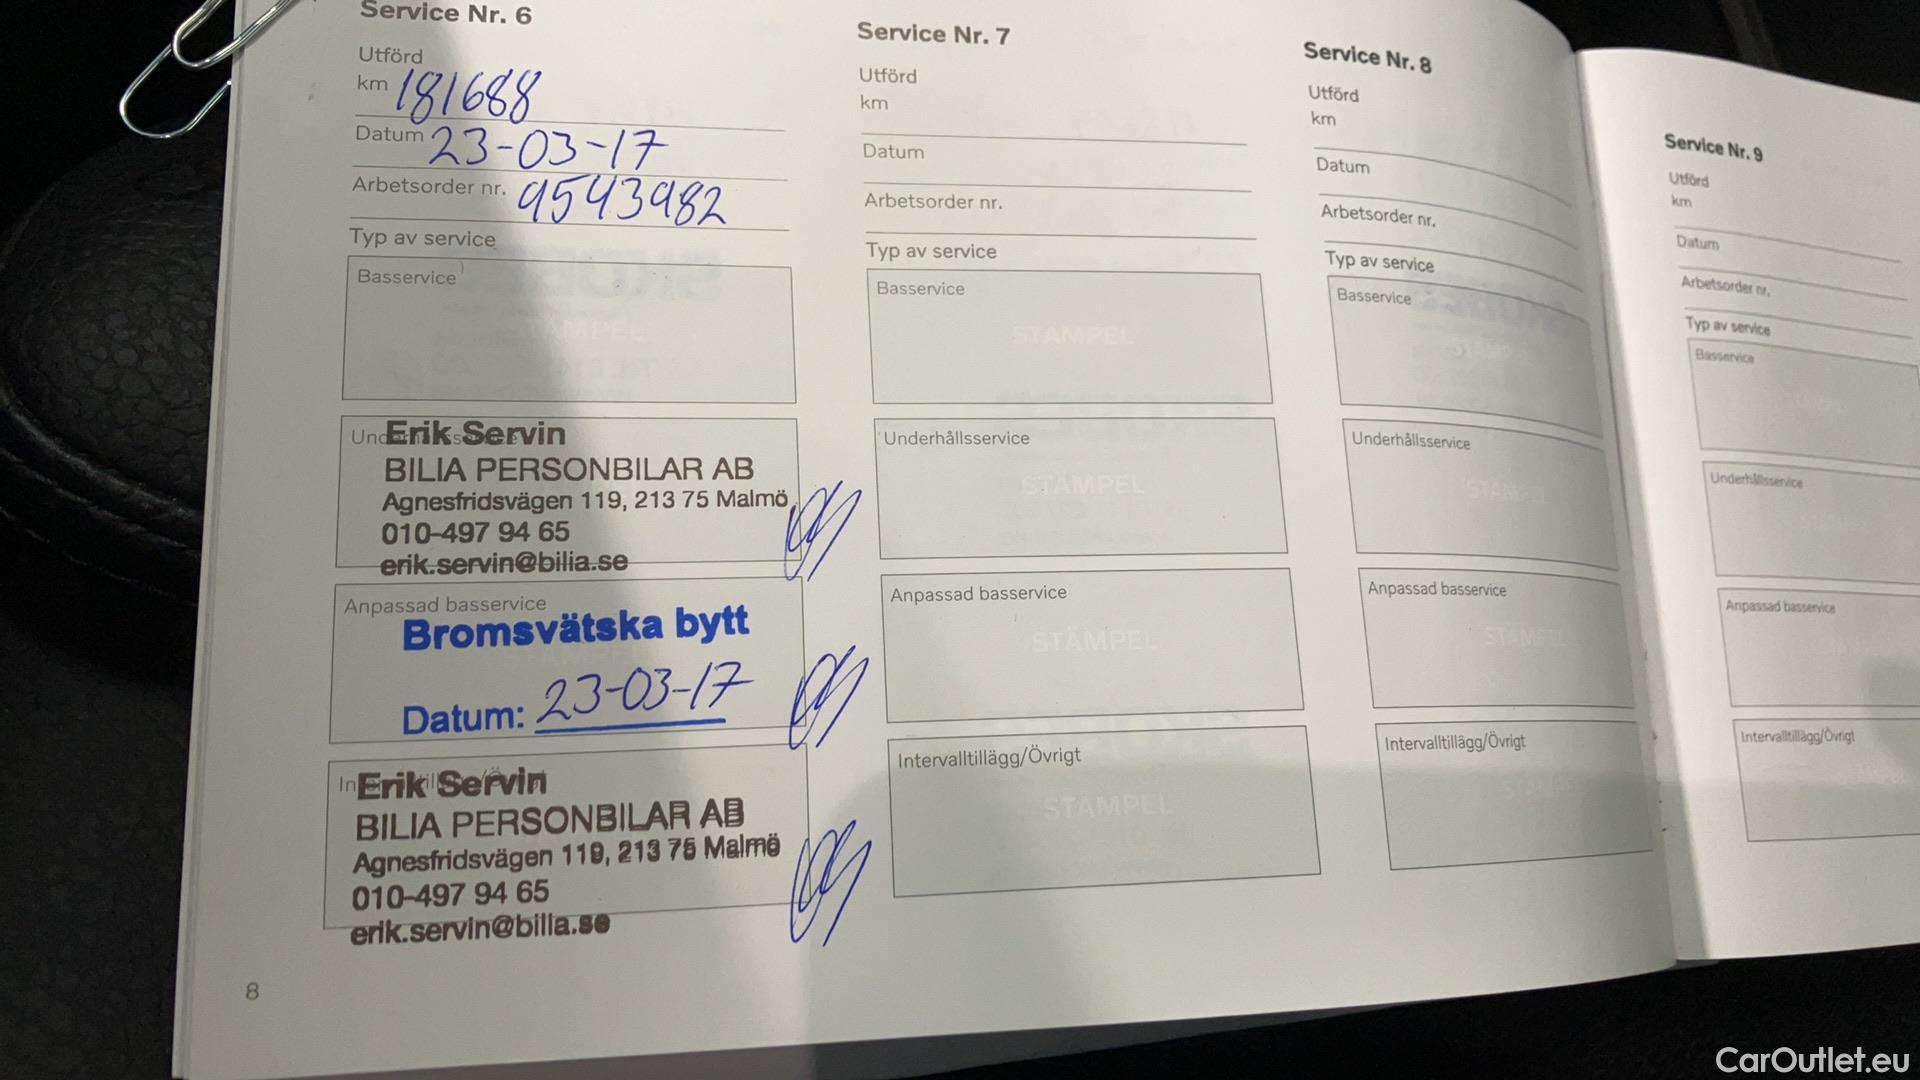 Service Nr. 6
Utförd
km 181688
Datum 23-03-17
Arbetsorder nr. 9543982
Typ av service
Basservice
STÄMPEL
Erik Servin
BILIA PERSONBILAR AB
Agnesfridsvägen 119, 213 75 Malmö
010-497 94 65
erik.servin@bilia.se
Anpassad basservice
Bromsvätska bytt
Datum: 23-03-17
Erik Servin
BILIA PERSONBILAR AB
Agnesfridsvägen 119, 213 75 Malmö
010-497 94 65
erik.servin@bilia.se
8
Service Nr. 7
Utförd
km
Datum
Arbetsorder nr.
Typ av service
Basservice
STÄMPEL
Underhållsservice
STÄMPEL
Anpassad basservice
STÄMPEL
Intervalltillägg/Övrigt
STÄMPEL
Service Nr. 8
Utförd
km
Datum
Arbetsorder nr.
Typ av service
Basservice
STÄMPEL
Underhållsservice
STÄMPEL
Anpassad basservice
STÄMPEL
Intervalltillägg/Övrigt
STÄMPEL
Service Nr. 9
Utförd
km
Datum
Arbetsorder nr.
Typ av service
Basservice
Underhållsservice
Anpassad basservice
Intervalltillägg/Övrigt
CarOutlet.eu